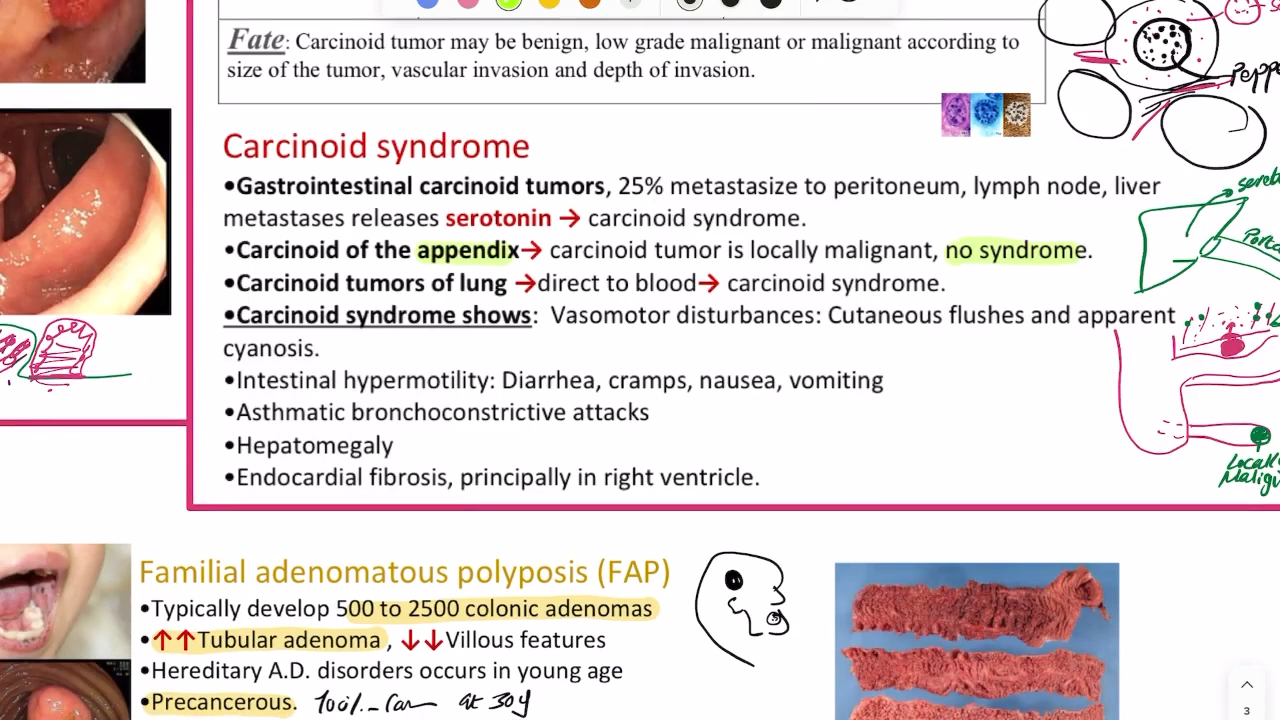 Fate: Carcinoid tumor may be benign, low grade malignant or malignant according to
size of the tumor, vascular invasion and depth of invasion.
Carcinoid syndrome
•Gastrointestinal carcinoid tumors, 25% metastasize to peritoneum, lymph node, liver
metastases releases serotonin → carcinoid syndrome.
•Carcinoid of the appendix→ carcinoid tumor is locally malignant, no syndrome.
•Carcinoid tumors of lung →direct to blood→ carcinoid syndrome.
•Carcinoid syndrome shows: Vasomotor disturbances: Cutaneous flushes and apparent
cyanosis.
•Intestinal hypermotility: Diarrhea, cramps, nausea, vomiting
•Asthmatic bronchoconstrictive attacks
•Hepatomegaly
•Endocardial fibrosis, principally in right ventricle.
Familial adenomatous polyposis (FAP)
•Typically develop 500 to 2500 colonic adenomas
•↑↑Tubular adenoma , ↓↓Villous features
•Hereditary A.D. disorders occurs in young age
•Precancerous. 100% at 30y
3